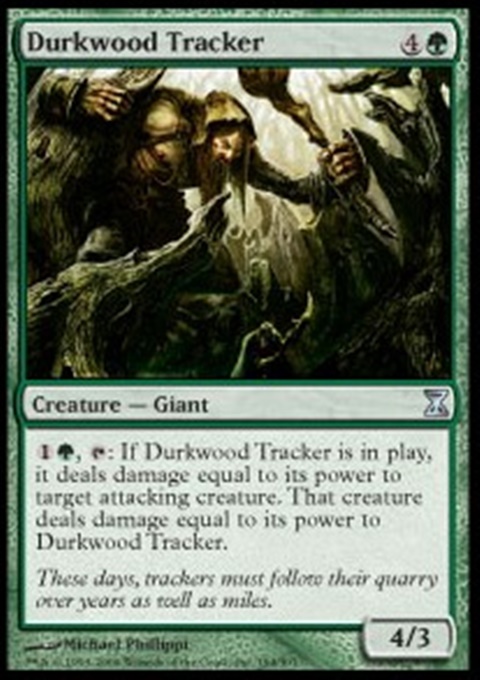 Durkwood Tracker 4
Creature — Giant
1, : If Durkwood Tracker is in play,
it deals damage equal to its power to
target attacking creature. That creature
deals damage equal to its power to
Durkwood Tracker.
These days, trackers must follow their quarry
over years as well as miles.
Michael Phillippi
4/3